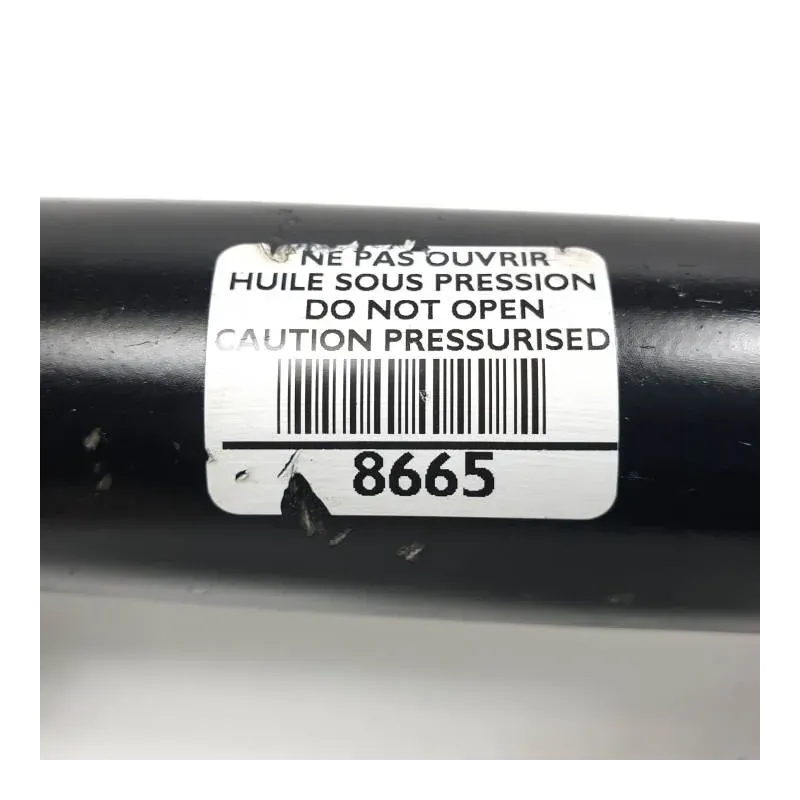 NE PAS OUVRIR
HUILE SOUS PRESSION
DO NOT OPEN
CAUTION PRESSURISED
8665